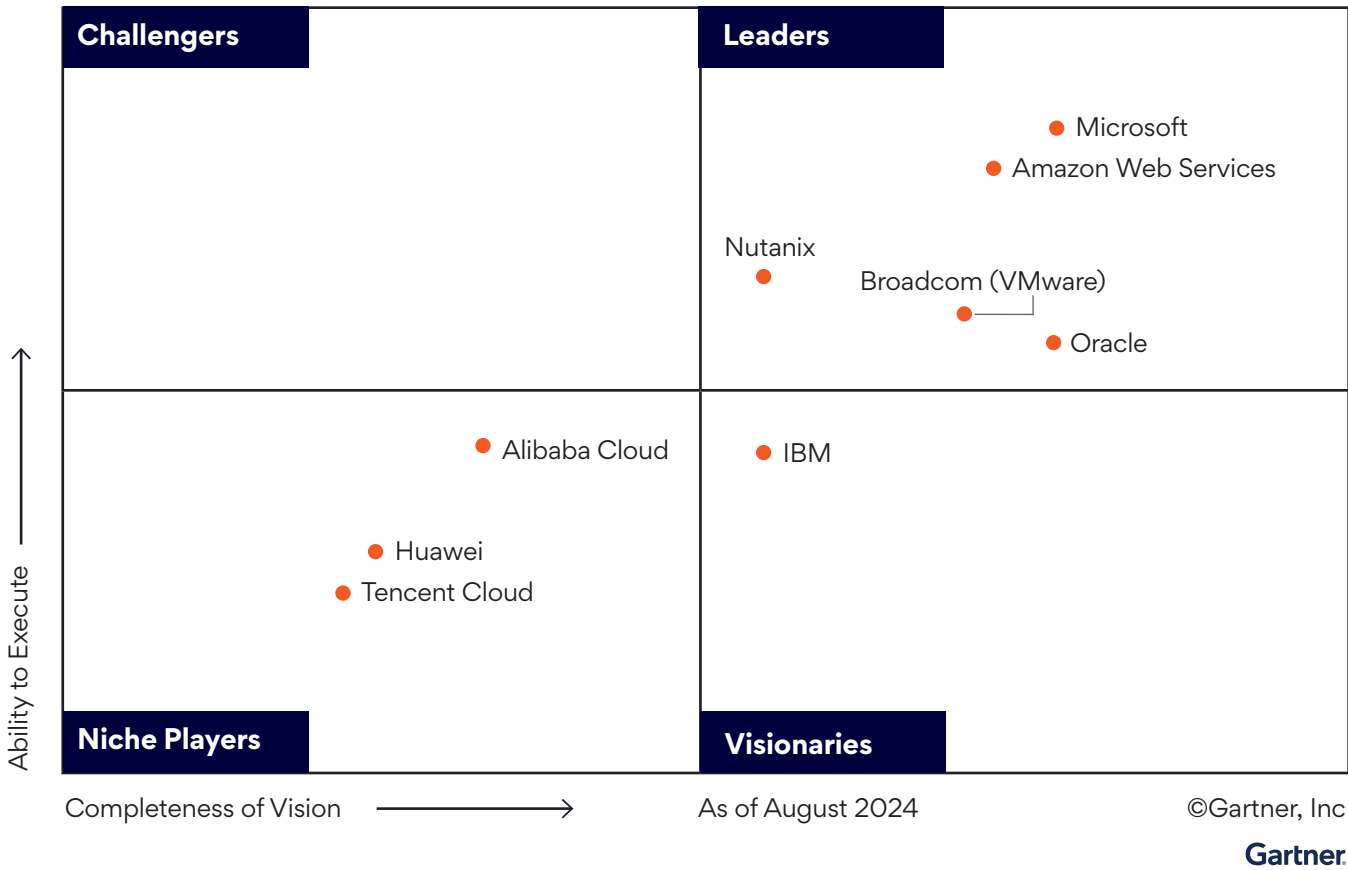 Challengers
Leaders
Microsoft
Amazon Web Services
Nutanix
Broadcom (VMware)
Oracle
Alibaba Cloud
IBM
Huawei
Tencent Cloud
Ability to Execute
Niche Players
Visionaries
Completeness of Vision
As of August 2024
©Gartner, Inc
Gartner.